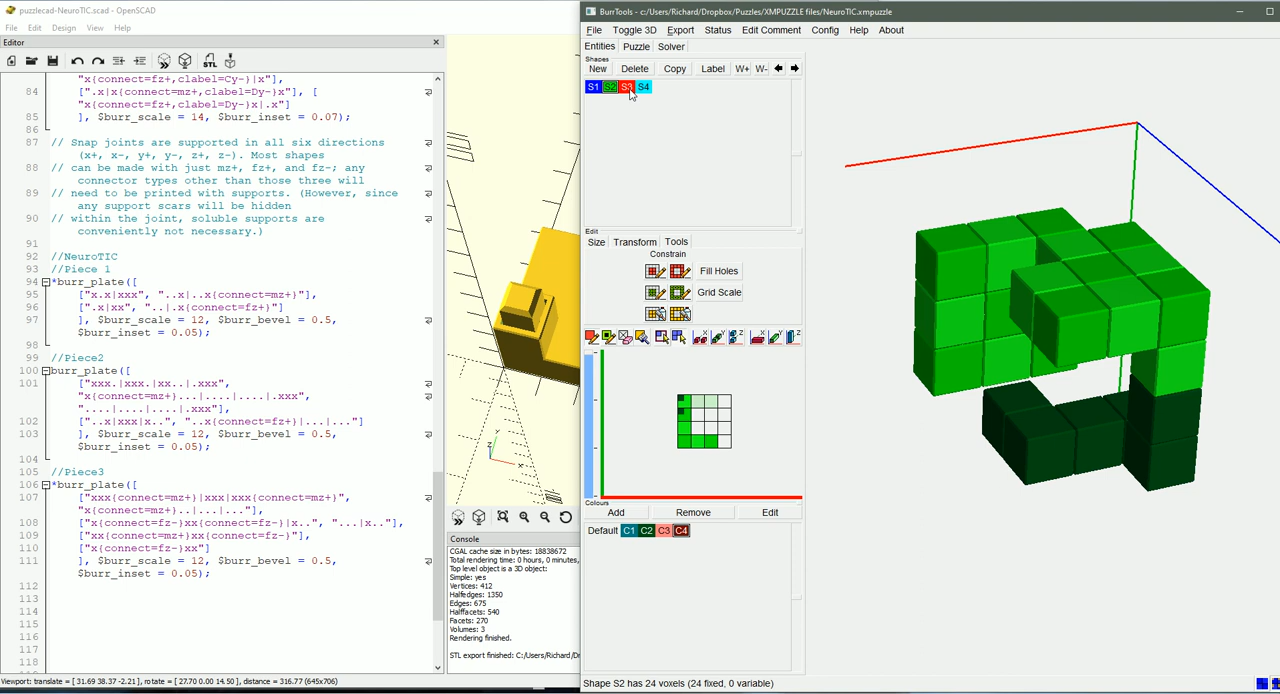 puzzlecad-NeuroTIC.scad - OpenSCAD
File Edit Design View Help
Editor
"x{connect=fz+,clabel=Cy-}|x"],
84 [".x|x{connect=mz+,clabel=Dy-}x"], [
"x{connect=fz+,clabel=Dy-}x|.x"]
85 ], $burr_scale = 14, $burr_inset = 0.07);
86
87 // Snap joints are supported in all six directions
(x+, x-, y+, y-, z+, z-). Most shapes
88 // can be made with just mz+, fz+, and fz-; any
connector types other than those three will
89 // need to be printed with supports. (However, since
any support scars will be hidden
90 // within the joint, soluble supports are
conveniently not necessary.)
91
92 //NeuroTIC
93 //Piece 1
94 *burr_plate([
95 ["x.x|xxx", "..x|..x{connect=mz+}"],
96 [".x|xx", "..|.x{connect=fz+}"]
97 ], $burr_scale = 12, $burr_bevel = 0.5,
$burr_inset = 0.05);
98
99 //Piece2
100 burr_plate([
101 ["xxx.|xxx.|xx..|.xxx",
"x{connect=mz+}...|....|....|.xxx",
"....|....|....|.xxx"],
102 ["..x|xxx|x..", "..x{connect=fz+}|...|..."]
103 ], $burr_scale = 12, $burr_bevel = 0.5,
$burr_inset = 0.05);
104
105 //Piece3
106 *burr_plate([
107 ["xxx{connect=mz+}|xxx|xxx{connect=mz+}",
"x{connect=mz+}..|...|..."],
108 ["x{connect=fz-}xx{connect=fz-}|x..", "...|x.."],
109 ["xx{connect=mz+}xx{connect=fz-}"],
110 ["x{connect=fz-}xx"]
111 ], $burr_scale = 12, $burr_bevel = 0.5,
$burr_inset = 0.05);
112
113
114
115
116
117
118
Viewport: translate = [ 31.69 38.37 -2.21 ], rotate = [ 27.70 0.00 14.50 ], distance = 316.77 (645x706)
STL
Z Y
X
Console
CGAL cache size in bytes: 18838672
Total rendering time: 0 hours, 0 minutes,
Top level object is a 3D object:
Simple: yes
Vertices: 412
Halfedges: 1350
Edges: 675
Halffacets: 540
Facets: 270
Volumes: 3
Rendering finished.
STL export finished: C:/Users/Richard/Dr
BurrTools - c:/Users/Richard/Dropbox/Puzzles/XMPUZZLE files/NeuroTIC.xmpuzzle
File Toggle 3D Export Status Edit Comment Config Help About
Entities Puzzle Solver
Shapes
New Delete Copy Label W+ W-
S1 S2 S3 S4
Edit
Size Transform Tools
Constrain
Fill Holes
Grid Scale
Colours
Add Remove Edit
Default C1 C2 C3 C4
Shape S2 has 24 voxels (24 fixed, 0 variable)